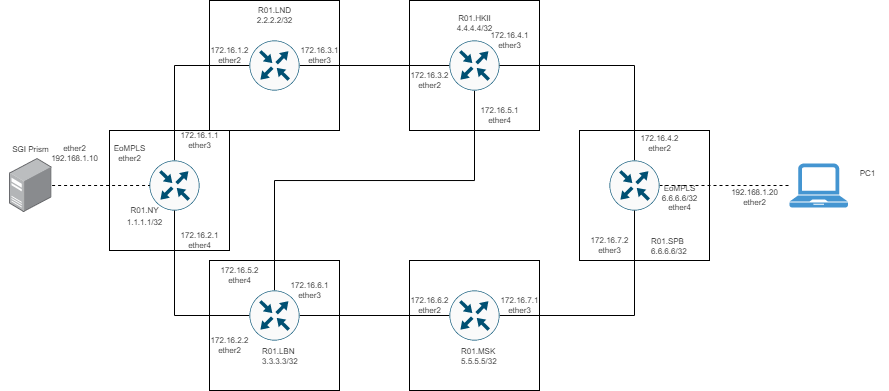 R01.LND
2.2.2.2/32
172.16.1.2
ether2
172.16.3.1
ether3
R01.HKII
4.4.4.4/32
172.16.4.1
ether3
172.16.3.2
ether2
172.16.5.1
ether4
SGI Prism
ether2
192.168.1.10
EoMPLS
ether2
172.16.1.1
ether3
R01.NY
1.1.1.1/32
172.16.2.1
ether4
172.16.4.2
ether2
EoMPLS
6.6.6.6/32
ether4
172.16.7.2
ether3
R01.SPB
6.6.6.6/32
192.168.1.20
ether2
PC1
172.16.5.2
ether4
172.16.6.1
ether3
172.16.2.2
ether2
R01.LBN
3.3.3.3/32
172.16.6.2
ether2
172.16.7.1
ether3
R01.MSK
5.5.5.5/32